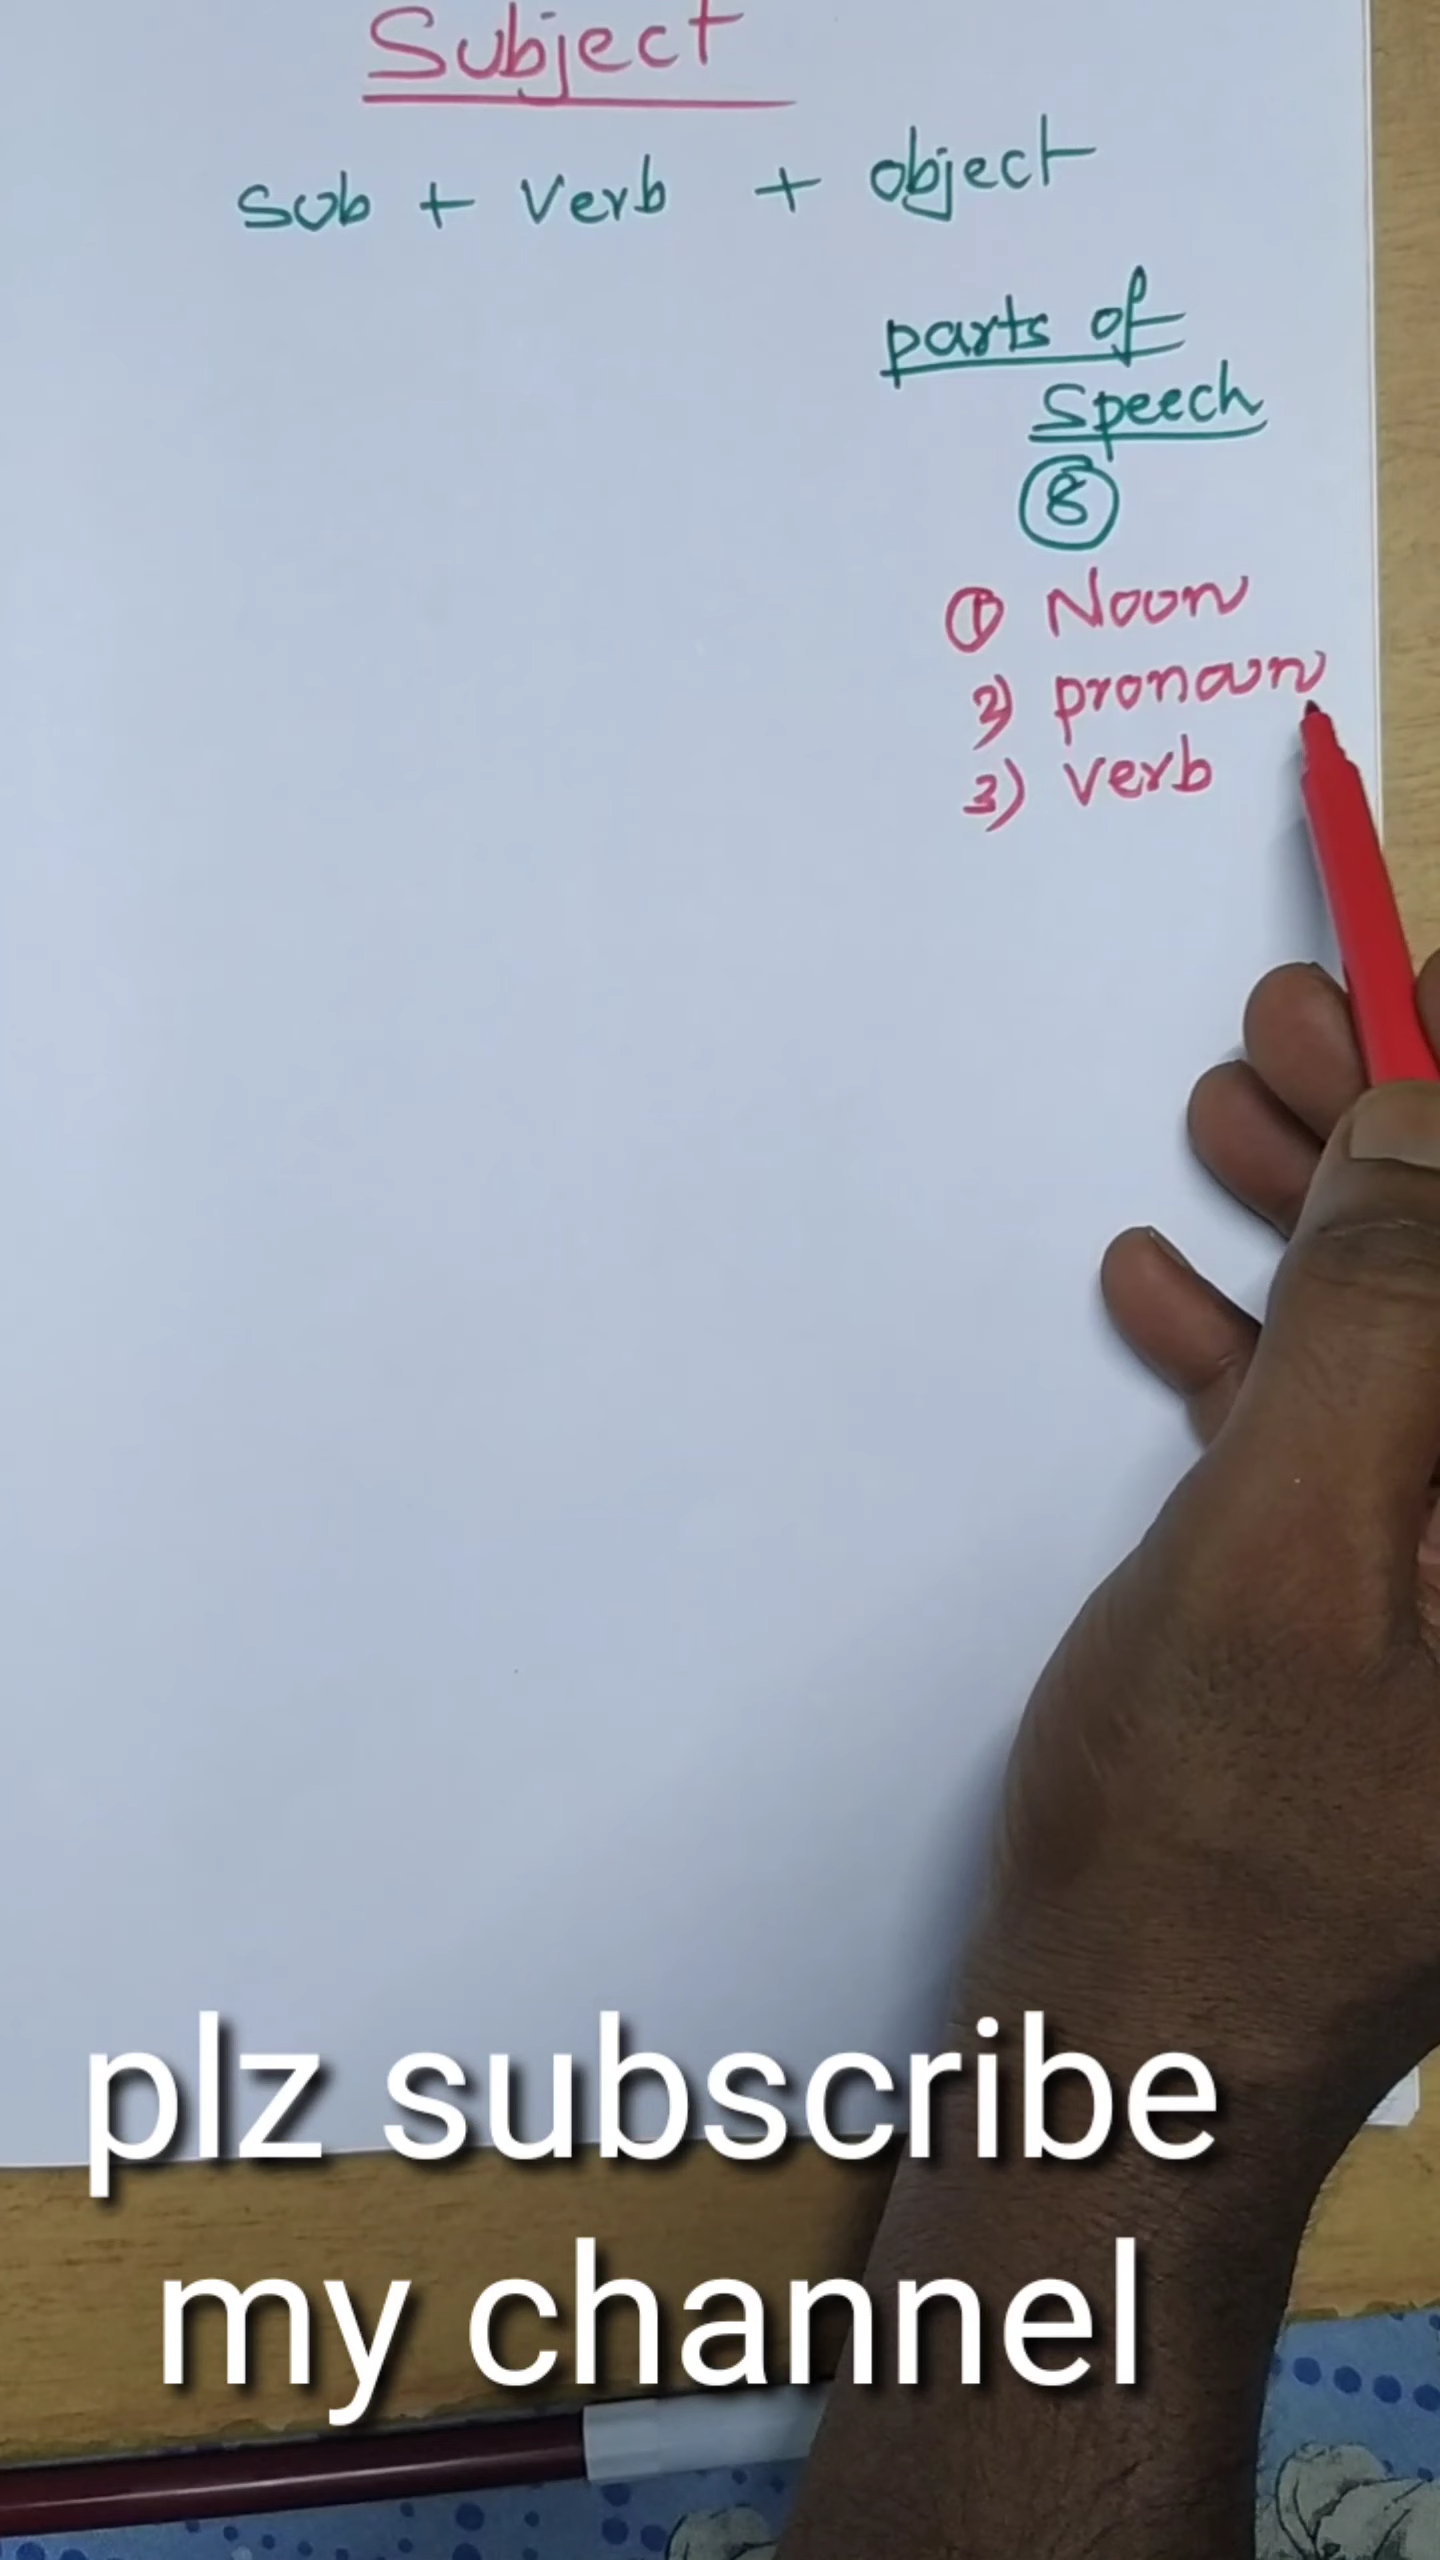 Subject
Sub + Verb + object
parts of
Speech
8
1 Noun
2) pronoun
3) verb
plz subscribe
my channel